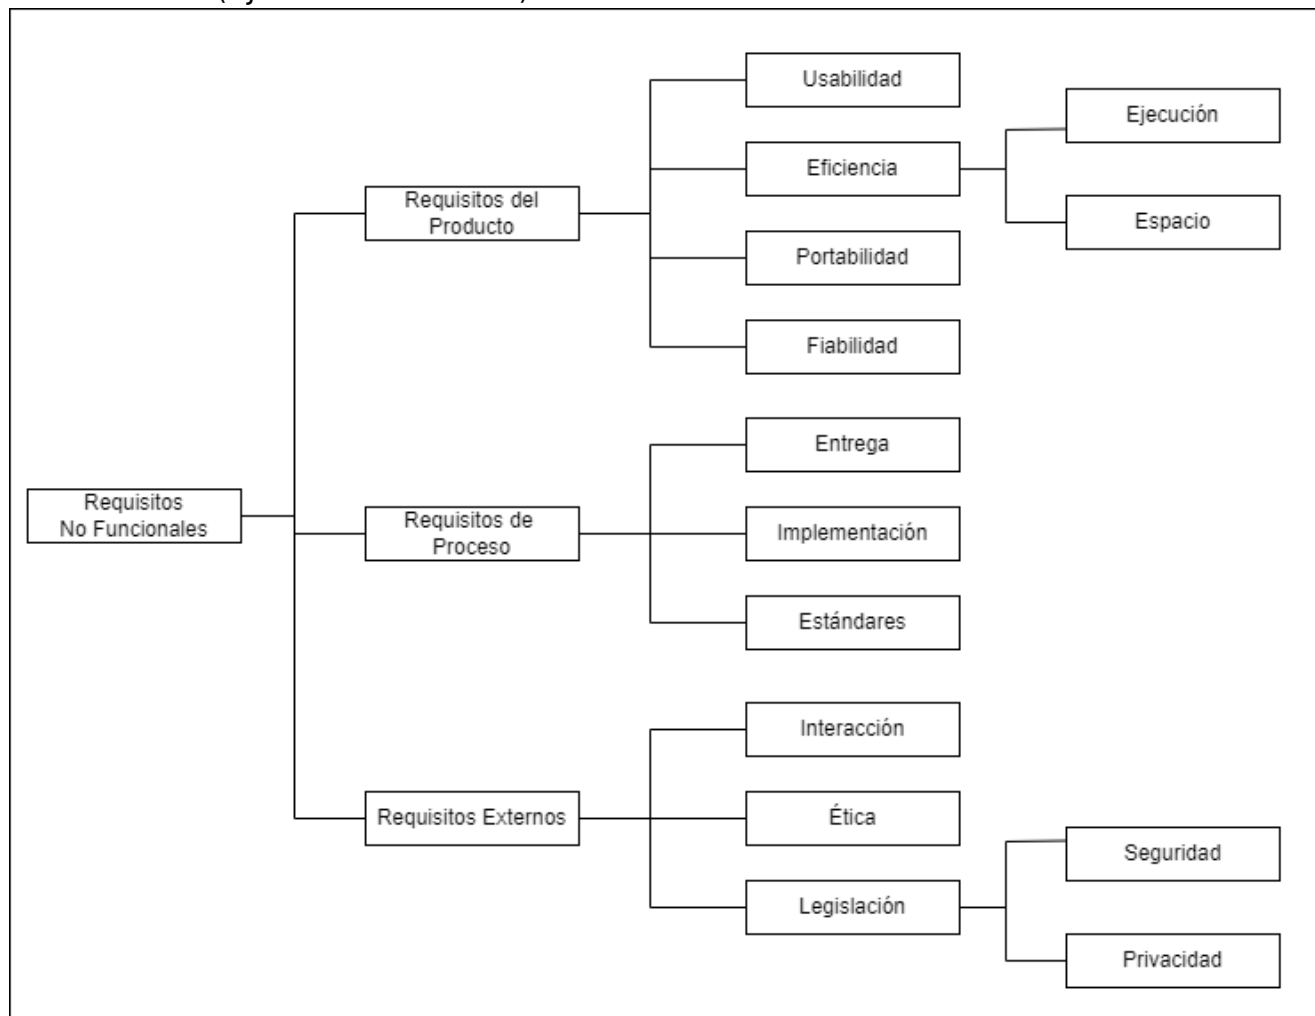 Usabilidad
Ejecución
Eficiencia
Requisitos del
Producto
Espacio
Portabilidad
Fiabilidad
Entrega
Requisitos
No Funcionales
Requisitos de
Proceso
Implementación
Estándares
Interacción
Requisitos Externos
Ética
Seguridad
Legislación
Privacidad